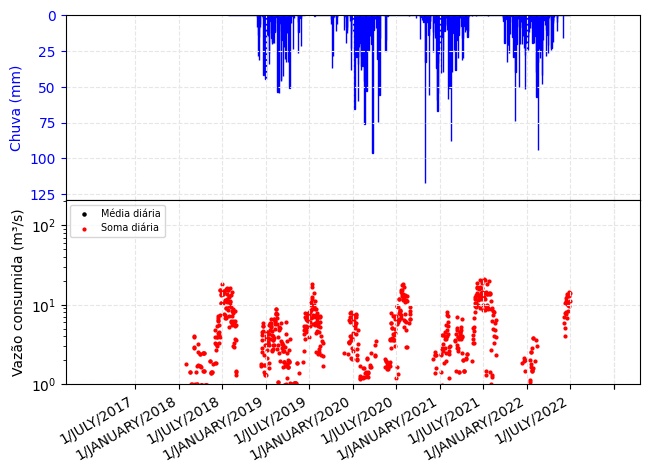 0
25
50
75
100
125
Chuva (mm)
10²
10¹
10⁰
Vazão consumida (m³/s)
Média diária
Soma diária
1/JULY/2017
1/JANUARY/2018
1/JULY/2018
1/JANUARY/2019
1/JULY/2019
1/JANUARY/2020
1/JULY/2020
1/JANUARY/2021
1/JULY/2021
1/JANUARY/2022
1/JULY/2022